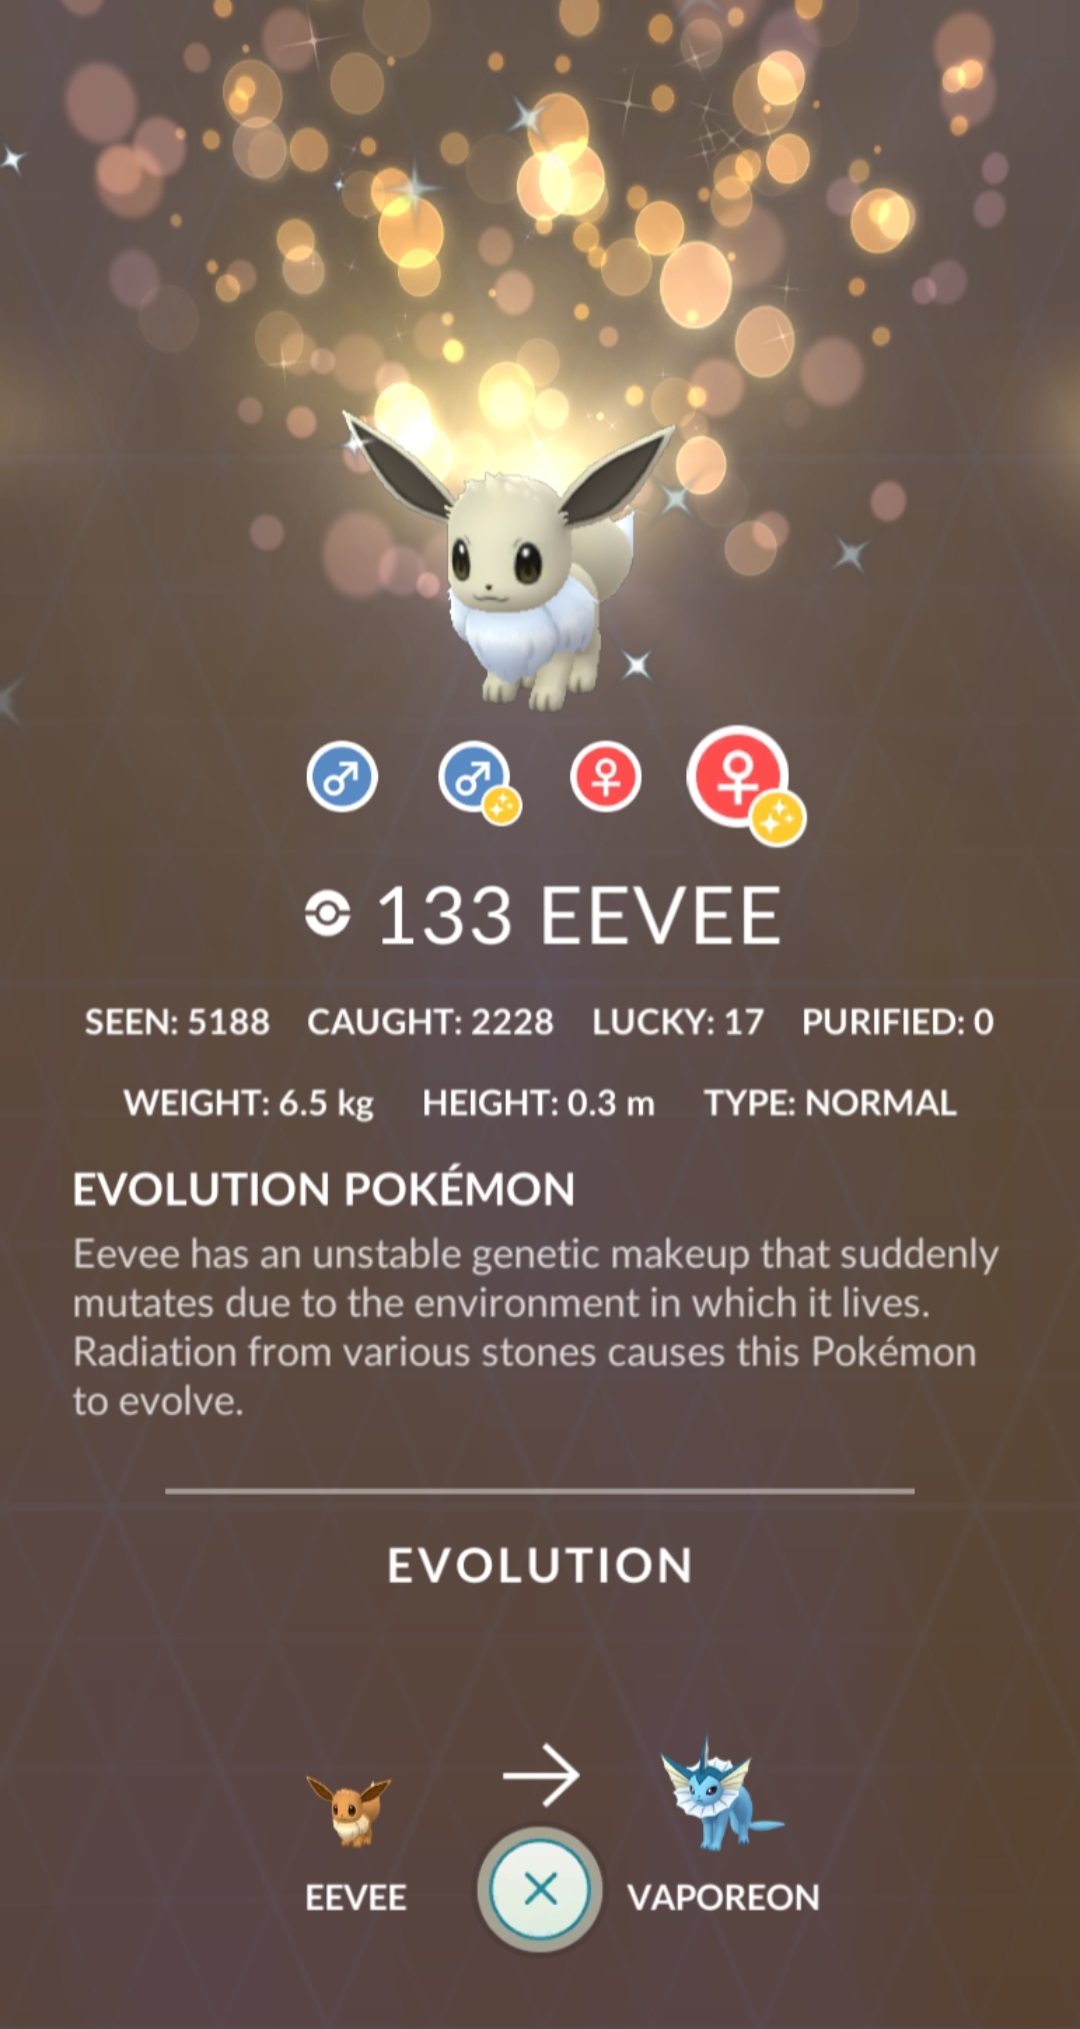 133 EEVEE
SEEN: 5188 CAUGHT: 2228 LUCKY: 17 PURIFIED: 0
WEIGHT: 6.5 kg HEIGHT: 0.3 m TYPE: NORMAL
EVOLUTION POKÉMON
Eevee has an unstable genetic makeup that suddenly
mutates due to the environment in which it lives.
Radiation from various stones causes this Pokémon
to evolve.
EVOLUTION
EEVEE VAPOREON